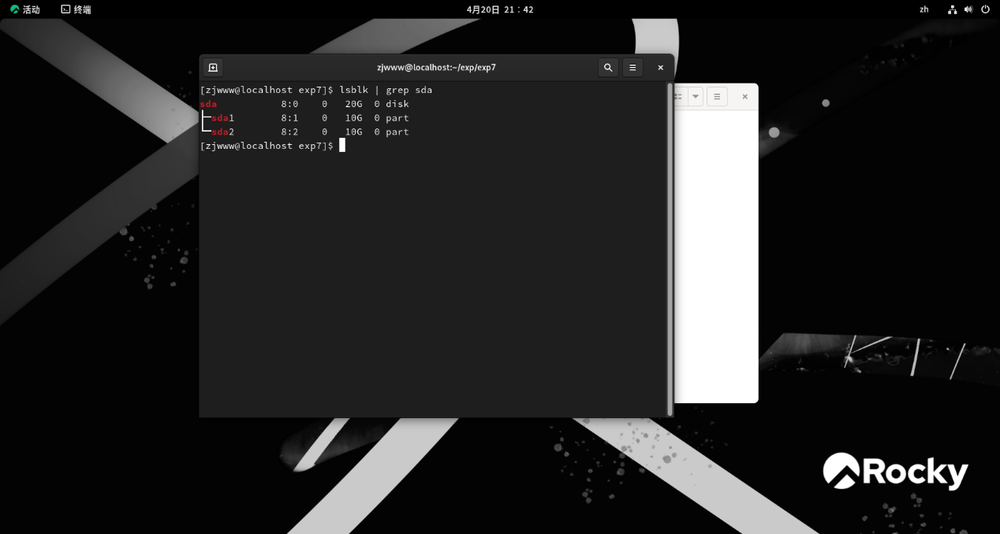 活动 终端 4月20日 21：42 zh
zjwww@localhost:~/exp/exp7
[zjwww@localhost exp7]$ lsblk | grep sda
sda           8:0    0   20G  0 disk
├─sda1        8:1    0   10G  0 part
└─sda2        8:2    0   10G  0 part
[zjwww@localhost exp7]$
Rocky